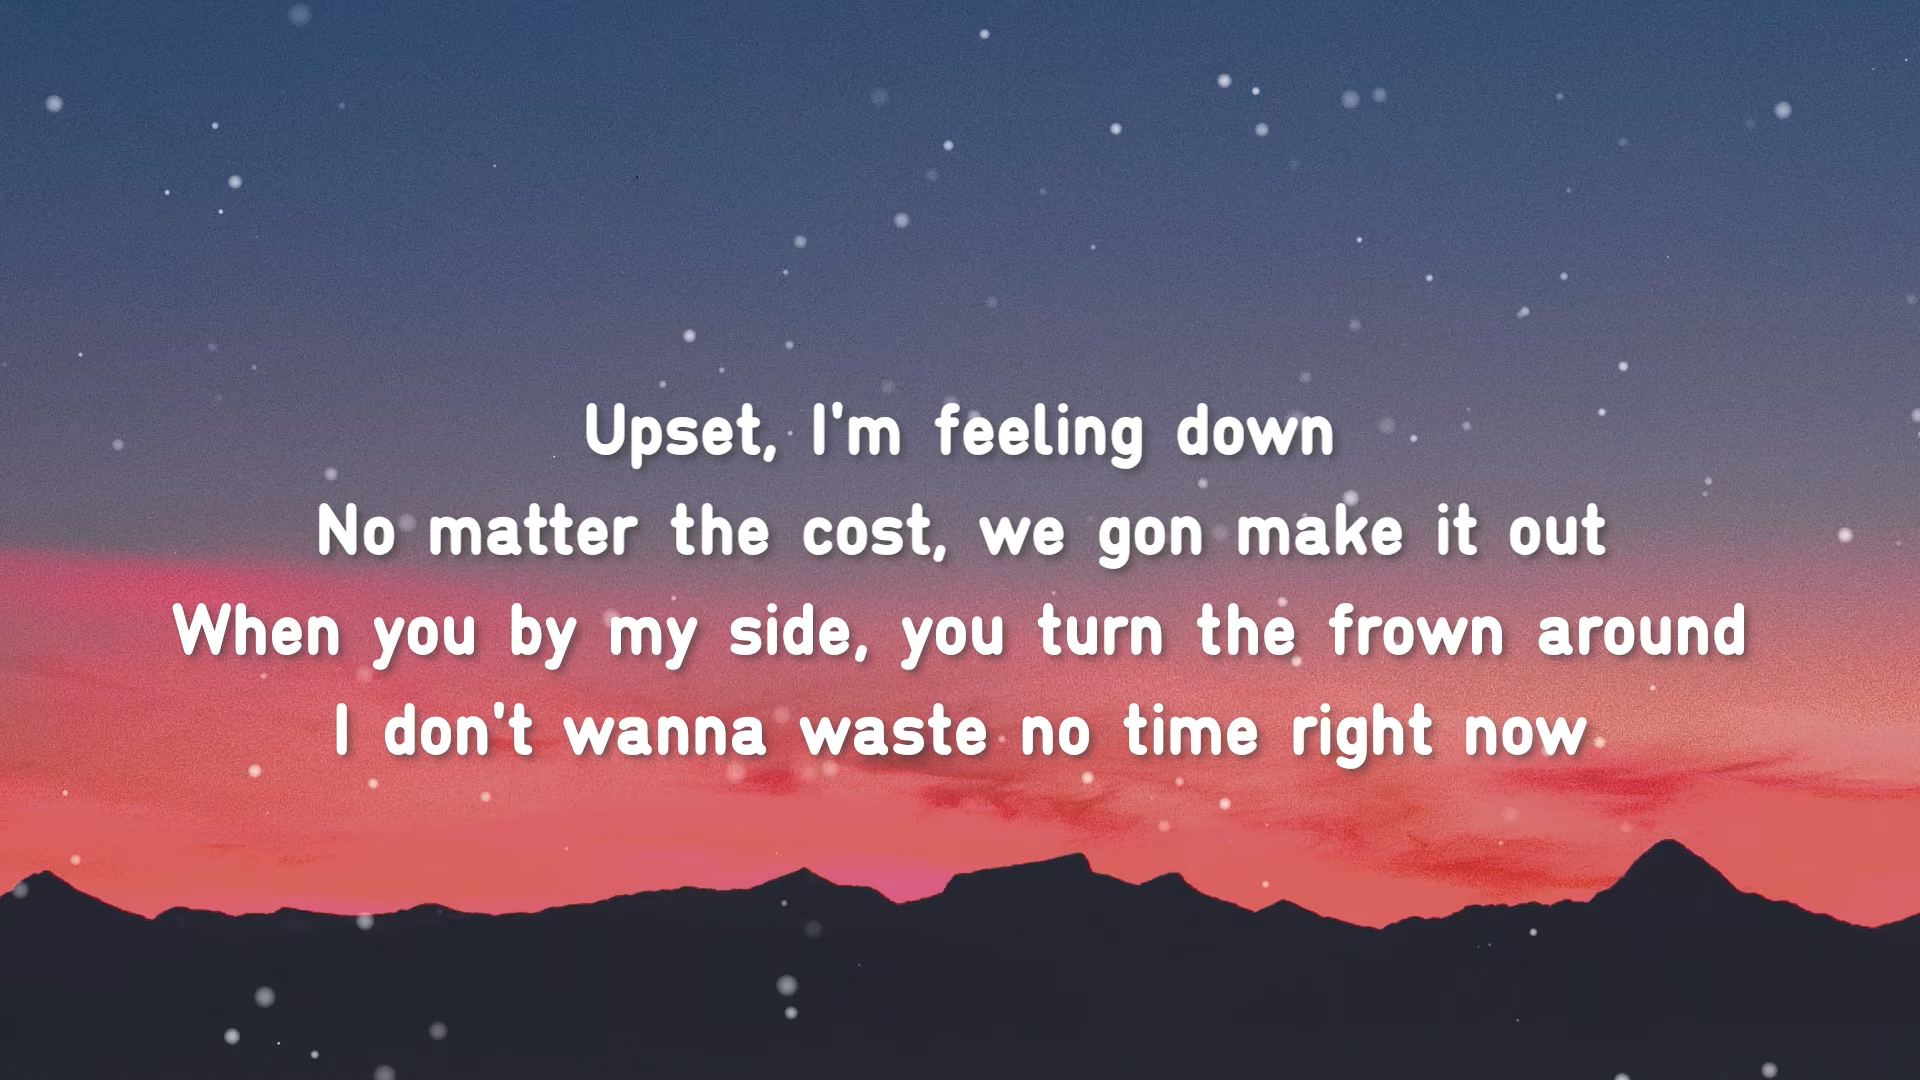 Upset, I'm feeling down
No matter the cost, we gon make it out
When you by my side, you turn the frown around
I don't wanna waste no time right now